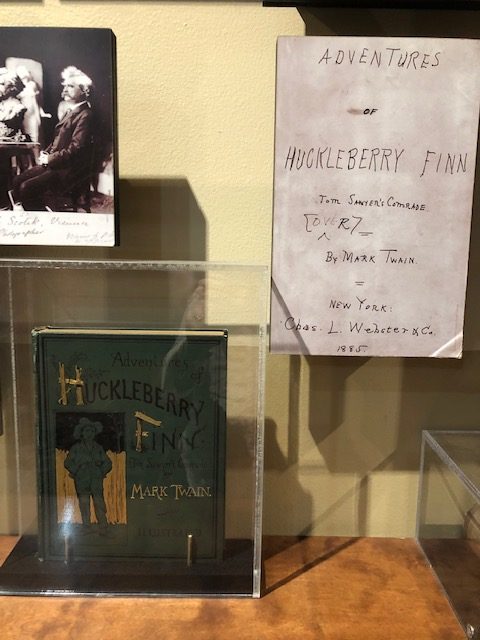 ADVENTURES
OF
HUCKLEBERRY FINN
TOM SAWYER'S COMRADE.
[OVER]
BY MARK TWAIN.
NEW YORK:
Chas. L. Webster & Co.
1885.
Adventures
of
HUCKLEBERRY
FINN
Tom Sawyer's Comrade
MARK TWAIN.
ILLUSTRATED